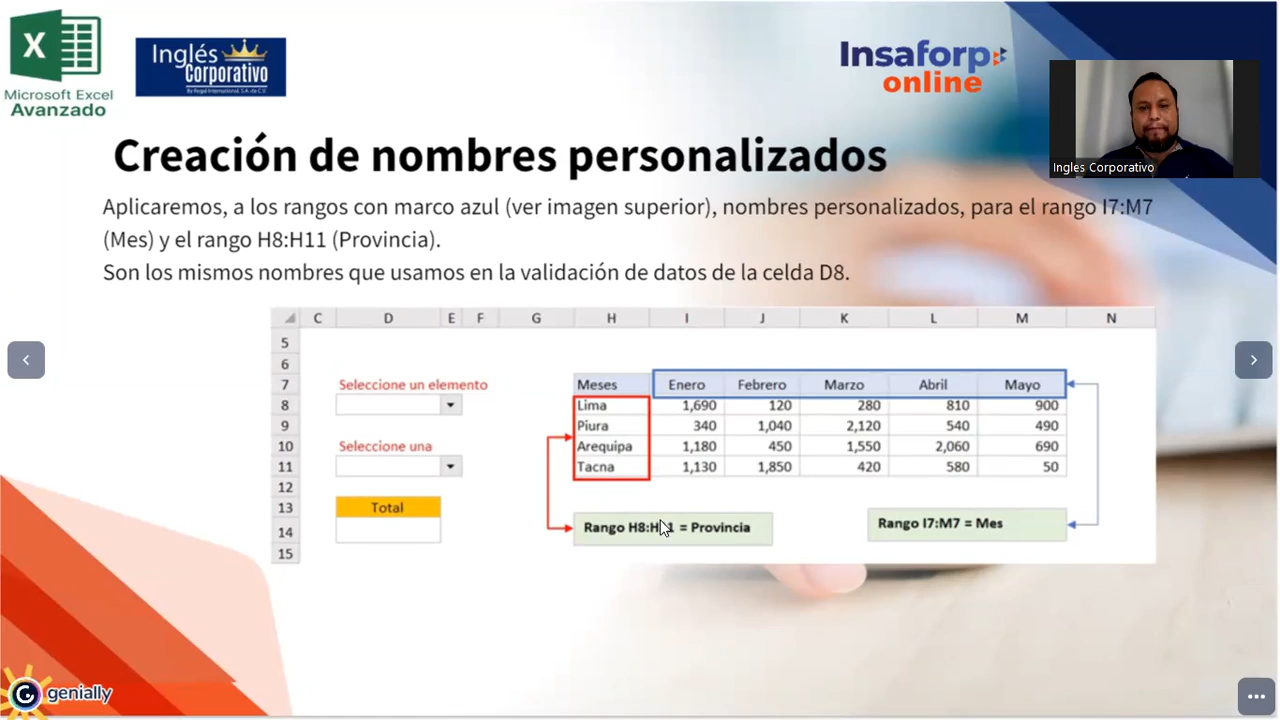 Microsoft Excel
Avanzado
Inglés
Corporativo
By Regal International, S.A. de C.V.
Insaforp
online
Ingles Corporativo
Creación de nombres personalizados
Aplicaremos, a los rangos con marco azul (ver imagen superior), nombres personalizados, para el rango I7:M7
(Mes) y el rango H8:H11 (Provincia).
Son los mismos nombres que usamos en la validación de datos de la celda D8.
C D E F G H I J K L M N
5
6
7 Seleccione un elemento Meses Enero Febrero Marzo Abril Mayo
8 Lima 1,690 120 280 810 900
9 Piura 340 1,040 2,120 540 490
10 Seleccione una Arequipa 1,180 450 1,550 2,060 690
11 Tacna 1,130 1,850 420 580 50
12
13 Total
14 Rango H8:H11 = Provincia Rango I7:M7 = Mes
15
genially